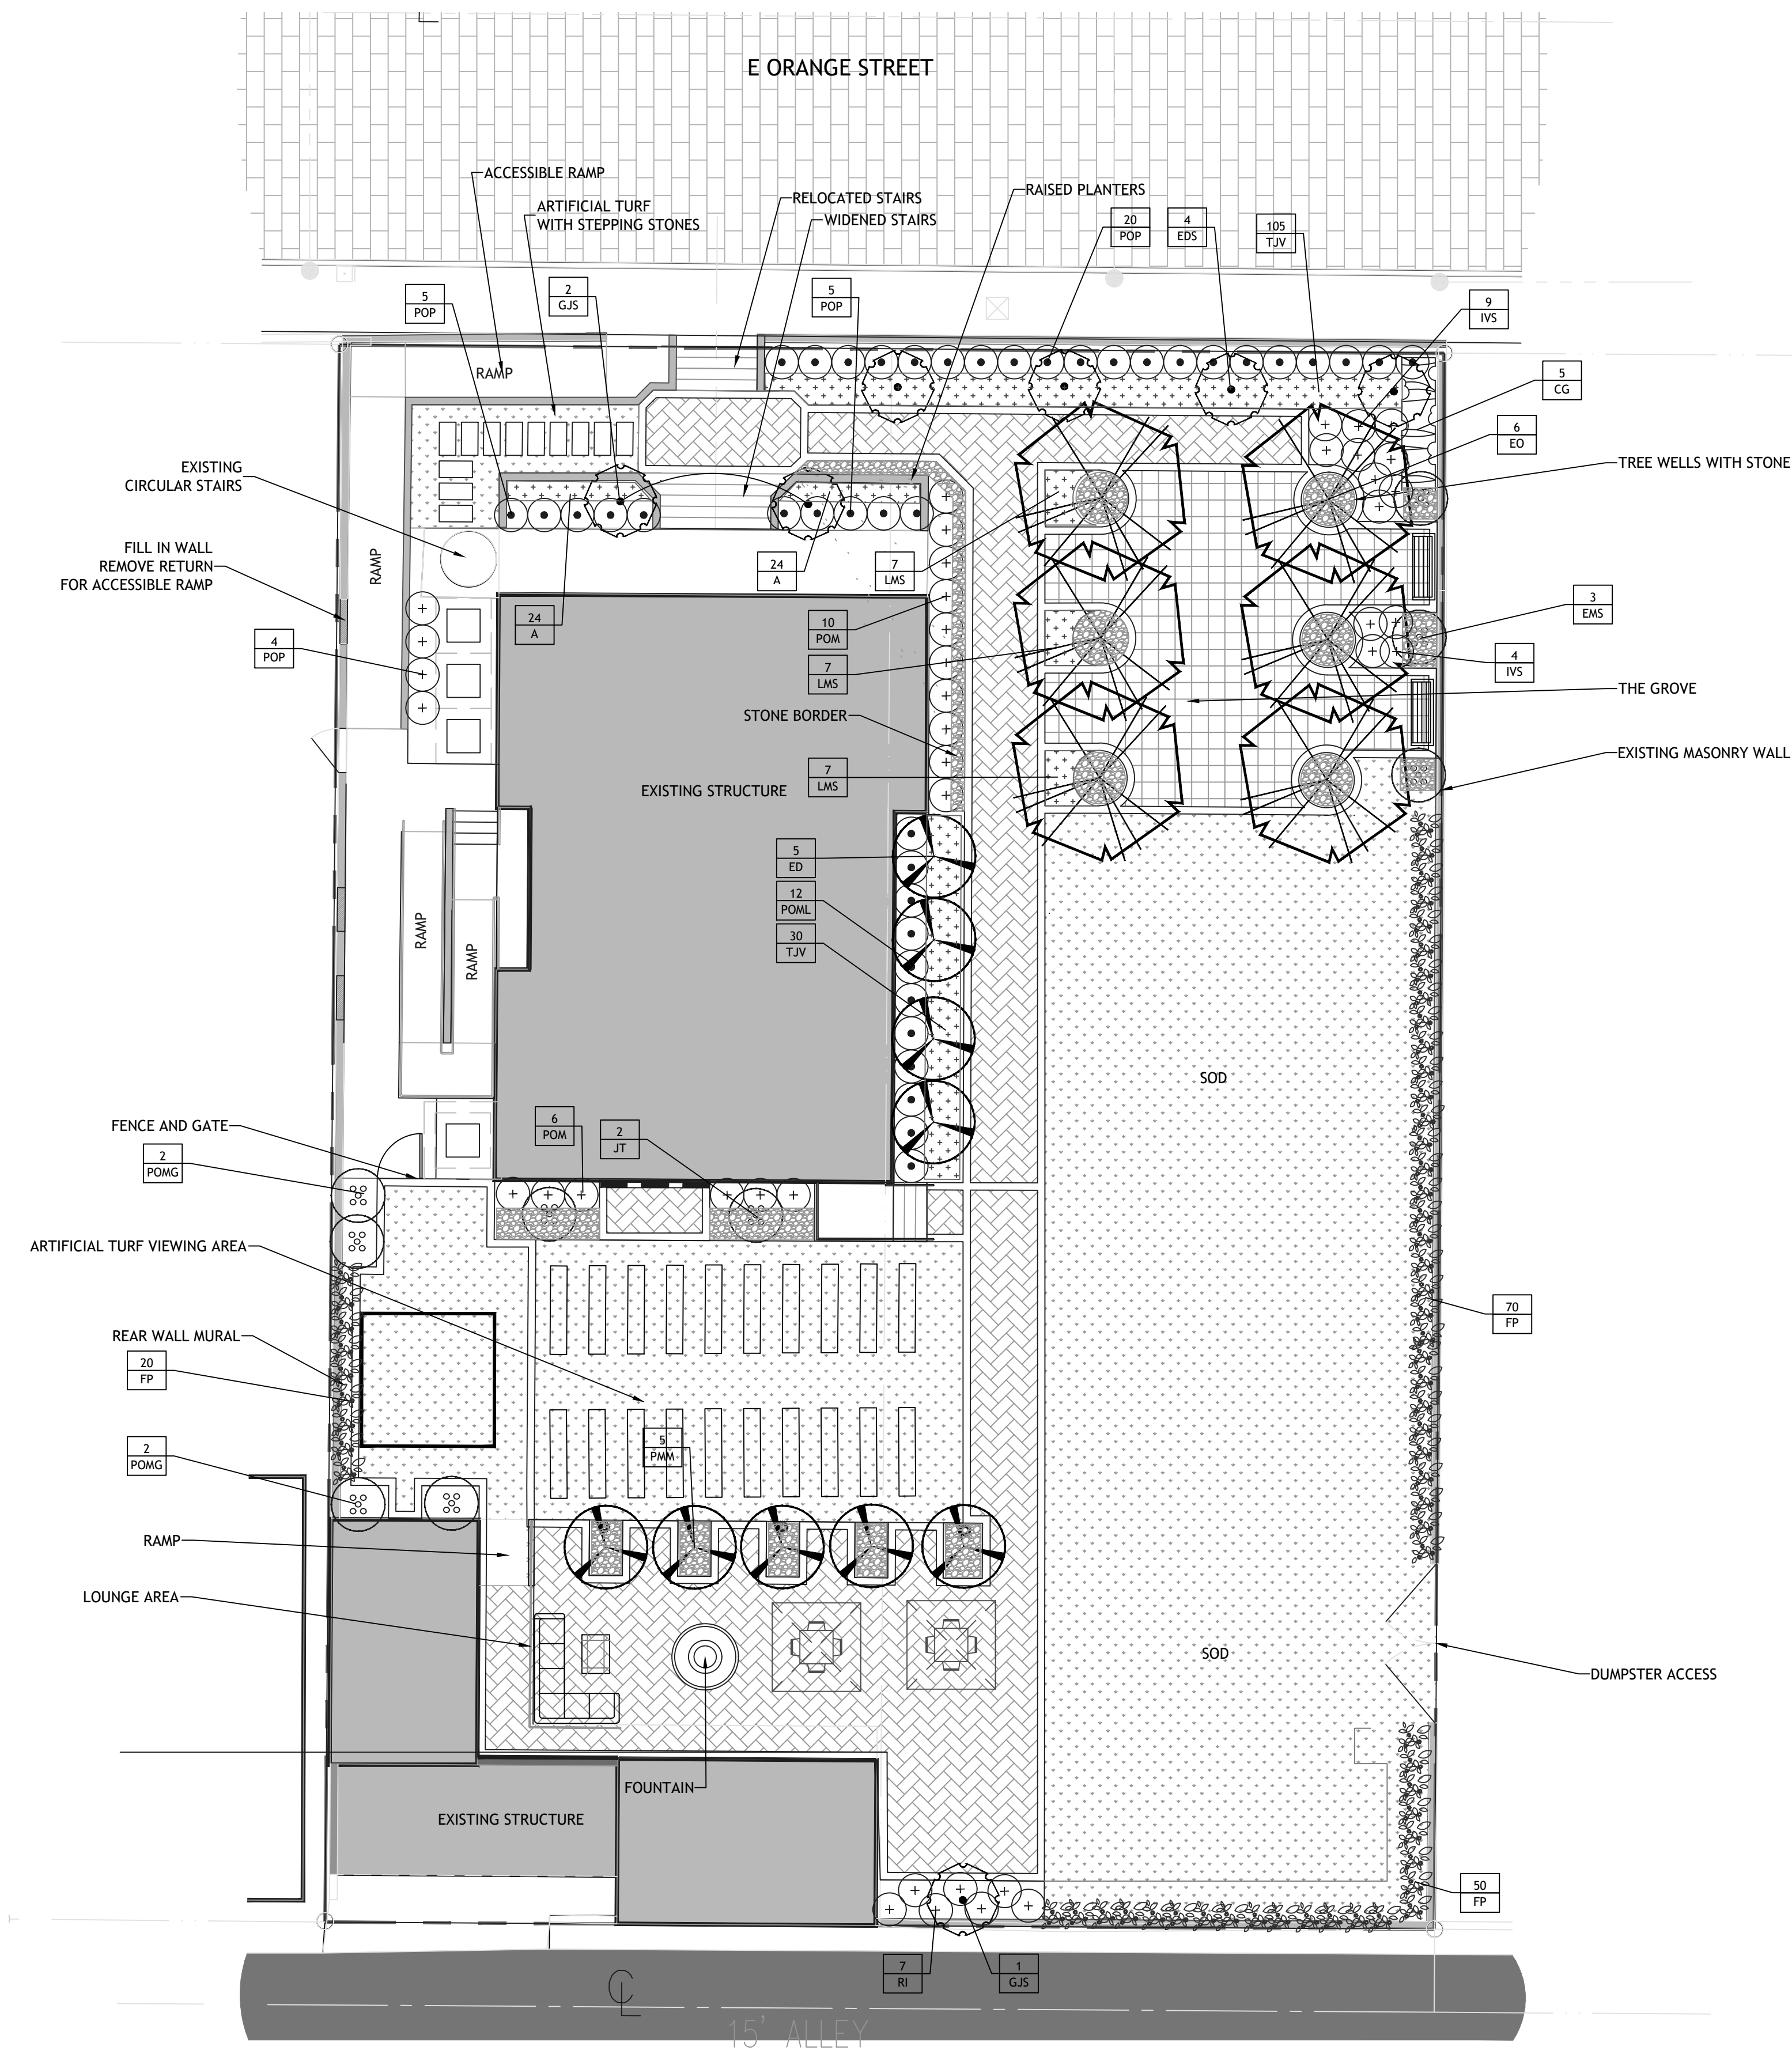 E ORANGE STREET
ACCESSIBLE RAMP
RAISED PLANTERS
RELOCATED STAIRS
ARTIFICIAL TURF
WITH STEPPING STONES
WIDENED STAIRS
20
POP
4
EDS
105
TJV
5
POP
2
GJS
5
POP
9
IVS
RAMP
5
CG
6
EO
EXISTING
CIRCULAR STAIRS
TREE WELLS WITH STONE
FILL IN WALL
REMOVE RETURN
FOR ACCESSIBLE RAMP
RAMP
24
A
7
LMS
24
A
10
POM
3
EMS
4
POP
7
LMS
4
IVS
THE GROVE
STONE BORDER
EXISTING MASONRY WALL
7
LMS
EXISTING STRUCTURE
5
ED
12
POML
30
TJV
RAMP
RAMP
SOD
FENCE AND GATE
6
POM
2
JT
2
POMG
ARTIFICIAL TURF VIEWING AREA
70
FP
REAR WALL MURAL
20
FP
5
PMM
2
POMG
RAMP
LOUNGE AREA
SOD
DUMPSTER ACCESS
FOUNTAIN
EXISTING STRUCTURE
50
FP
7
RI
1
GJS
CL
15' ALLEY